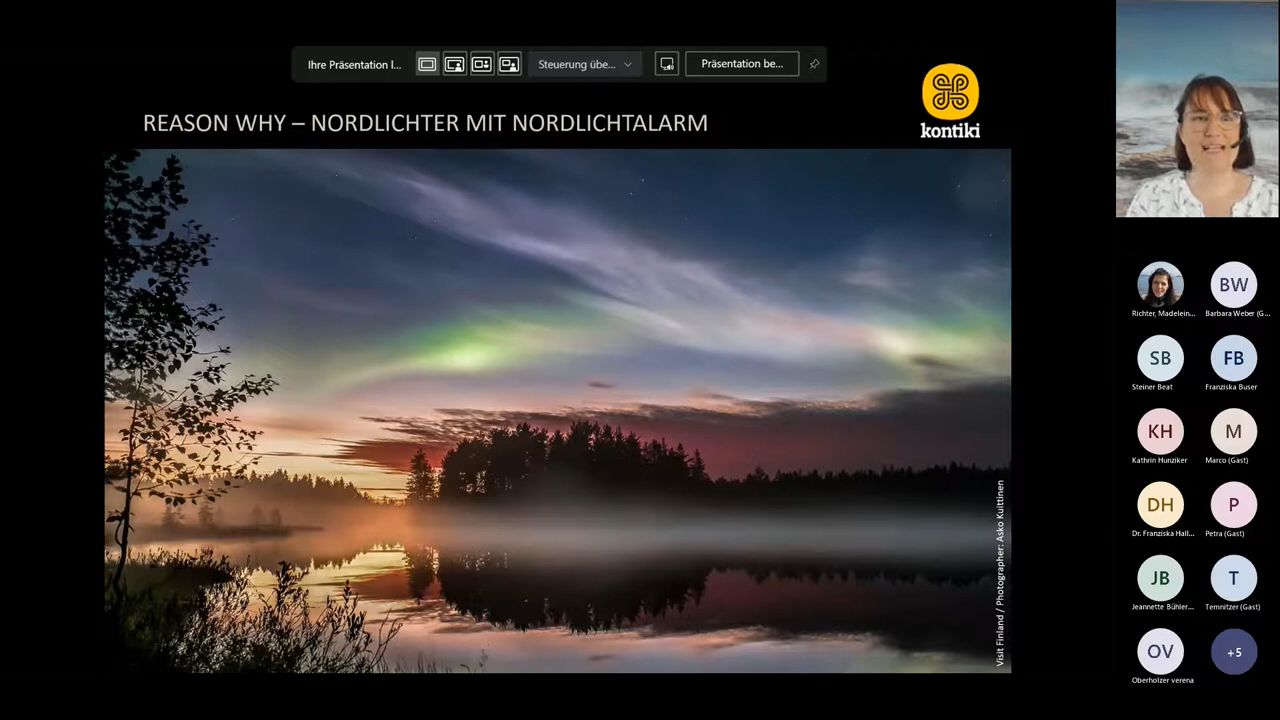 Ihre Präsentation l...
Steuerung übe...
Präsentation be...
kontiki
REASON WHY – NORDLICHTER MIT NORDLICHTALARM
Visit Finland / Photographer: Asko Kuittinen
Richter, Madelein...
BW
Barbara Weber (G...
SB
Steiner Beat
FB
Franziska Buser
KH
Kathrin Hunziker
M
Marco (Gast)
DH
Dr. Franziska Hall...
P
Petra (Gast)
JB
Jeannette Bühler...
T
Temnitzer (Gast)
OV
Oberholzer verena
+5